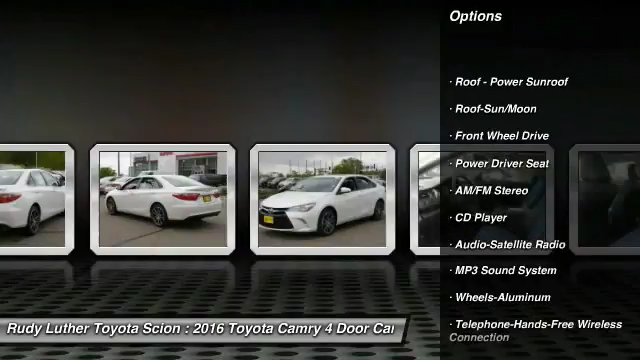 Options
· Roof - Power Sunroof
· Roof-Sun/Moon
· Front Wheel Drive
· Power Driver Seat
· AM/FM Stereo
· CD Player
· Audio-Satellite Radio
· MP3 Sound System
· Wheels-Aluminum
· Telephone-Hands-Free Wireless
Connection
Rudy Luther Toyota Scion : 2016 Toyota Camry 4 Door Car